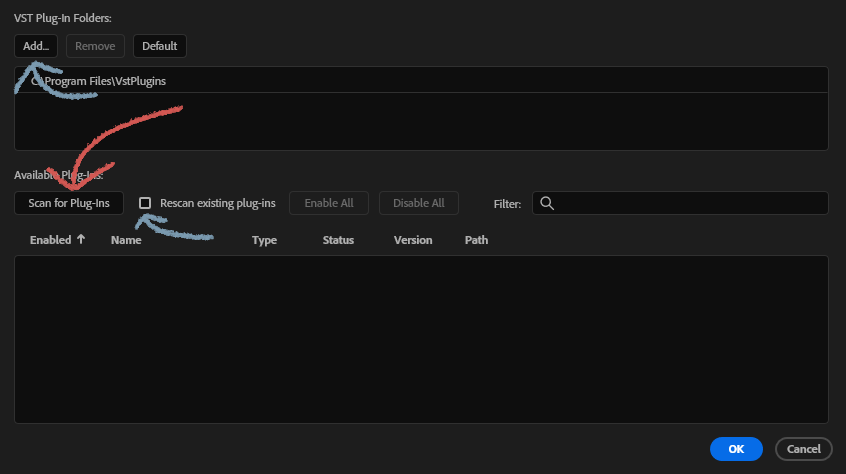 VST Plug-In Folders:
Add... Remove Default
C:\Program Files\VstPlugins
Available Plug-Ins:
Scan for Plug-Ins Rescan existing plug-ins Enable All Disable All Filter:
Enabled Name Type Status Version Path
OK Cancel